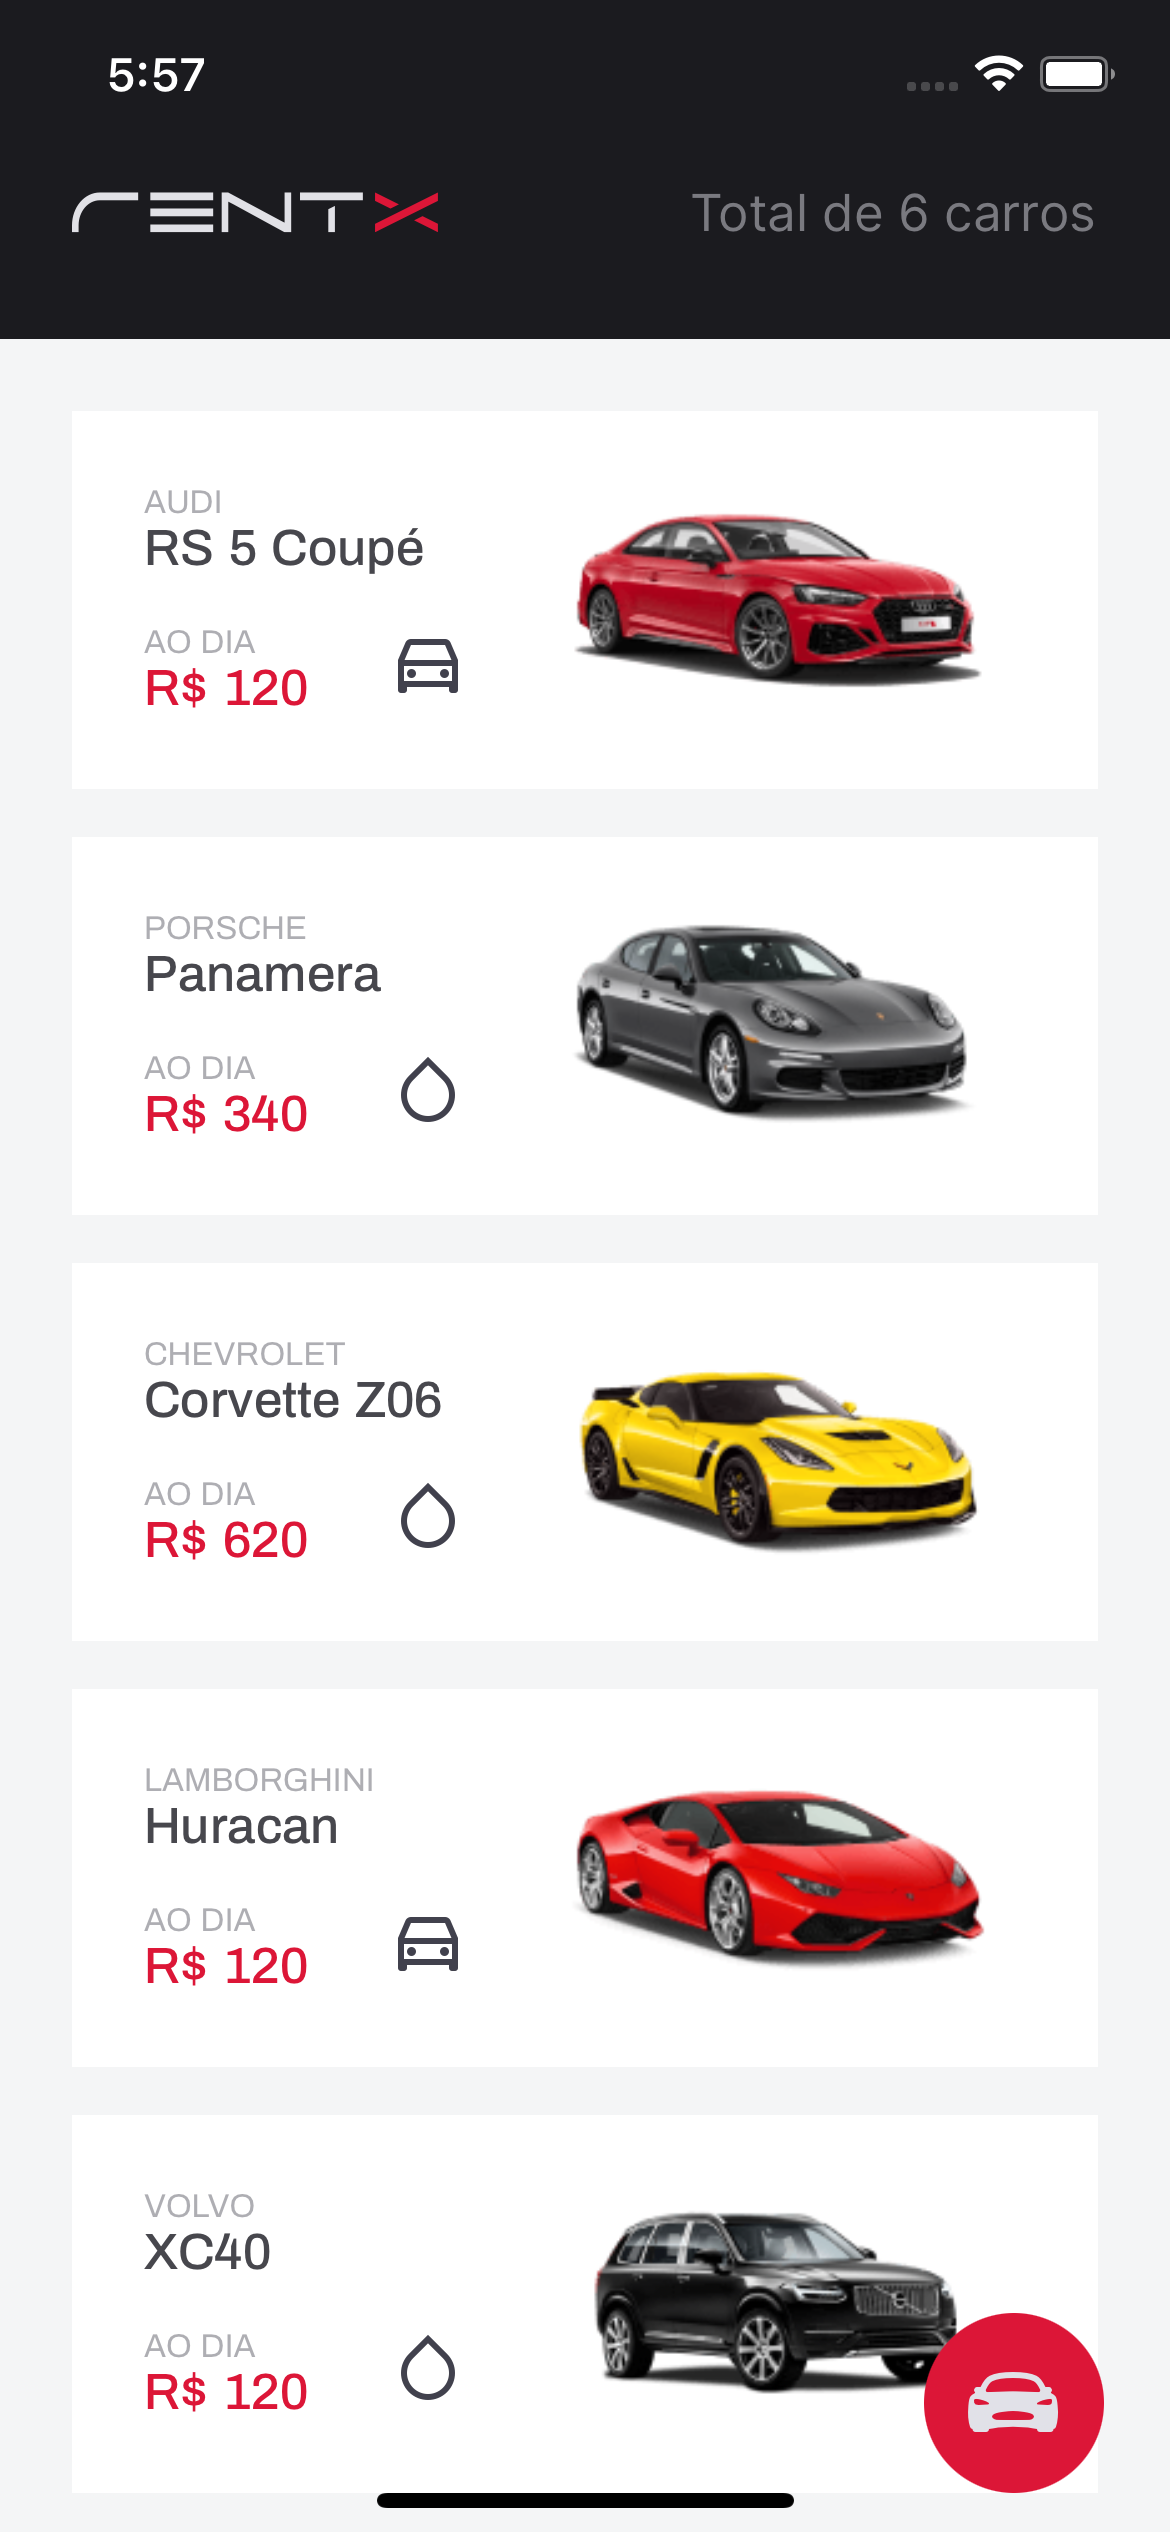 5:57
RENTX
Total de 6 carros
AUDI
RS 5 Coupé
AO DIA
R$ 120
PORSCHE
Panamera
AO DIA
R$ 340
CHEVROLET
Corvette Z06
AO DIA
R$ 620
LAMBORGHINI
Huracan
AO DIA
R$ 120
VOLVO
XC40
AO DIA
R$ 120